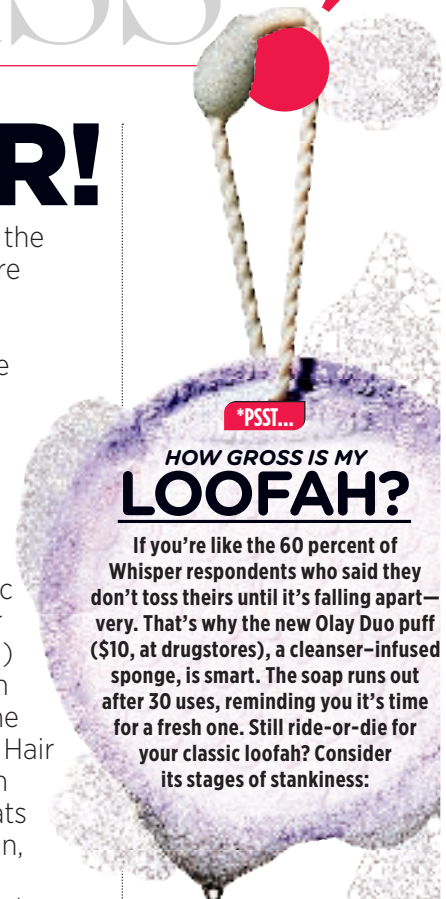 R!
the
*PSST...
HOW GROSS IS MY
LOOFAH?
If you’re like the 60 percent of
Whisper respondents who said they
don’t toss theirs until it’s falling apart—
very. That’s why the new Olay Duo puff
($10, at drugstores), a cleanser–infused
sponge, is smart. The soap runs out
after 30 uses, reminding you it’s time
for a fresh one. Still ride-or-die for
your classic loofah? Consider
its stages of stankiness:
Hair